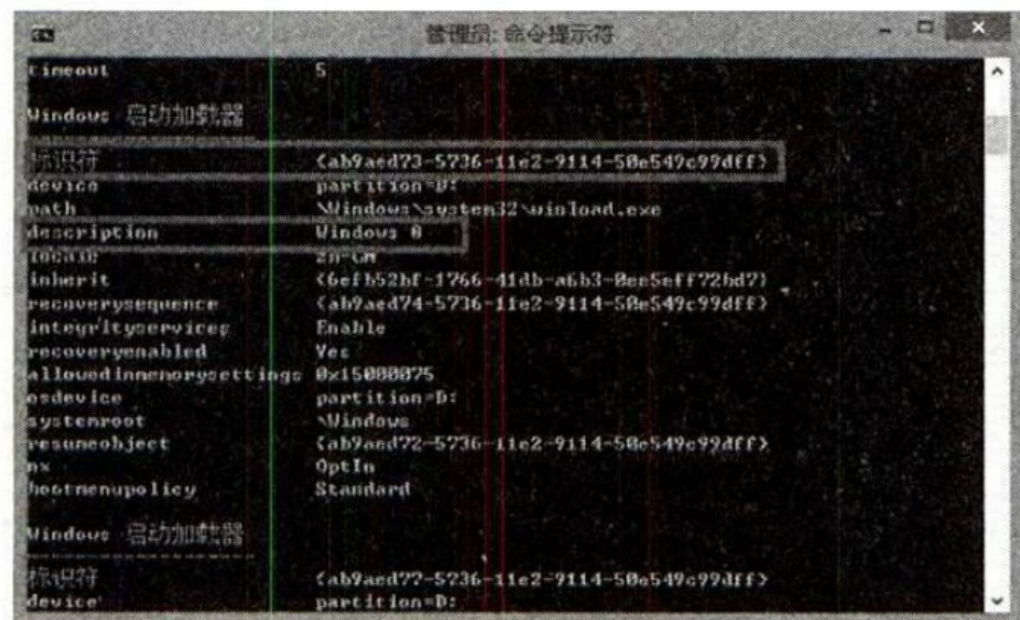 管理员: 命令提示符
timeout 5
Windows 启动加载器
标识符 {ab9aed73-5736-11e2-9114-50e549c99dff}
device partition=D:
path \Windows\system32\winload.exe
description Windows 8
locale zh-CN
inherit {6efb52bf-1766-41db-a6b3-0ee5eff72bd7}
recoverysequence {ab9aed74-5736-11e2-9114-50e549c99dff}
integrityservices Enable
recoveryenabled Yes
allowedinmemorysettings 0x15000075
osdevice partition=D:
systemroot \Windows
resumeobject {ab9aed72-5736-11e2-9114-50e549c99dff}
nx OptIn
bootmenupolicy Standard
Windows 启动加载器
标识符 {ab9aed77-5736-11e2-9114-50e549c99dff}
device partition=D: